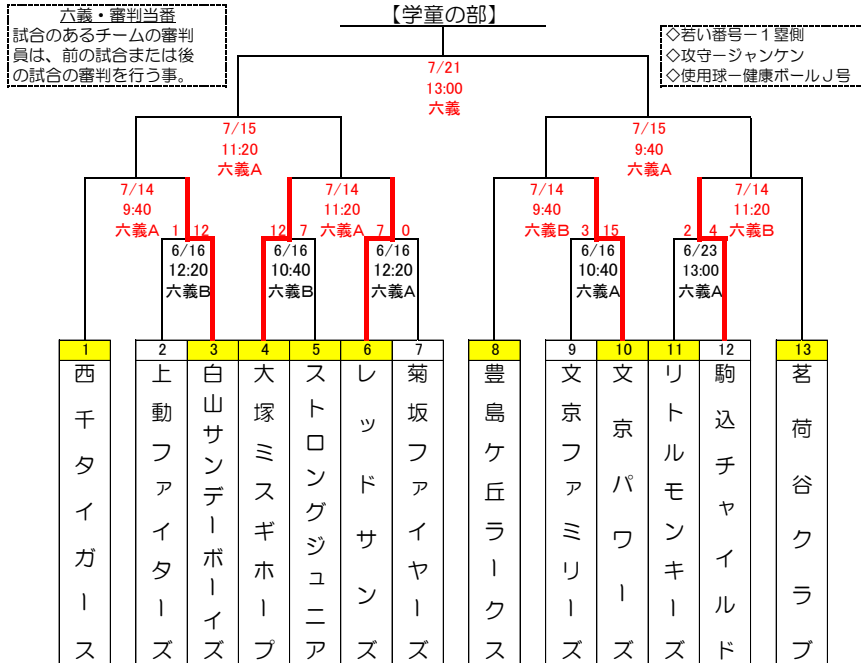 六義・審判当番
試合のあるチームの審判
員は、前の試合または後
の試合の審判を行う事。
【学童の部】
◇若い番号－１塁側
◇攻守－ジャンケン
◇使用球－健康ボールＪ号
7/21
13:00
六義
7/15
11:20
六義A
7/15
9:40
六義A
7/14
9:40
六義A
7/14
11:20
六義A
7/14
9:40
六義B
7/14
11:20
六義B
1 12
6/16
12:20
六義B
12 7
6/16
10:40
六義B
7 0
6/16
12:20
六義A
3 15
6/16
10:40
六義A
2 4
6/23
13:00
六義A
1
西千タイガース
2
上動ファイターズ
3
白山サンデーボーイズ
4
大塚ミスギホープ
5
ストロングジュニア
6
レッドサンズ
7
菊坂ファイヤーズ
8
豊島ケ丘ラークス
9
文京ファミリーズ
10
文京パワーズ
11
リトルモンキーズ
12
駒込チャイルド
13
茗荷谷クラブ